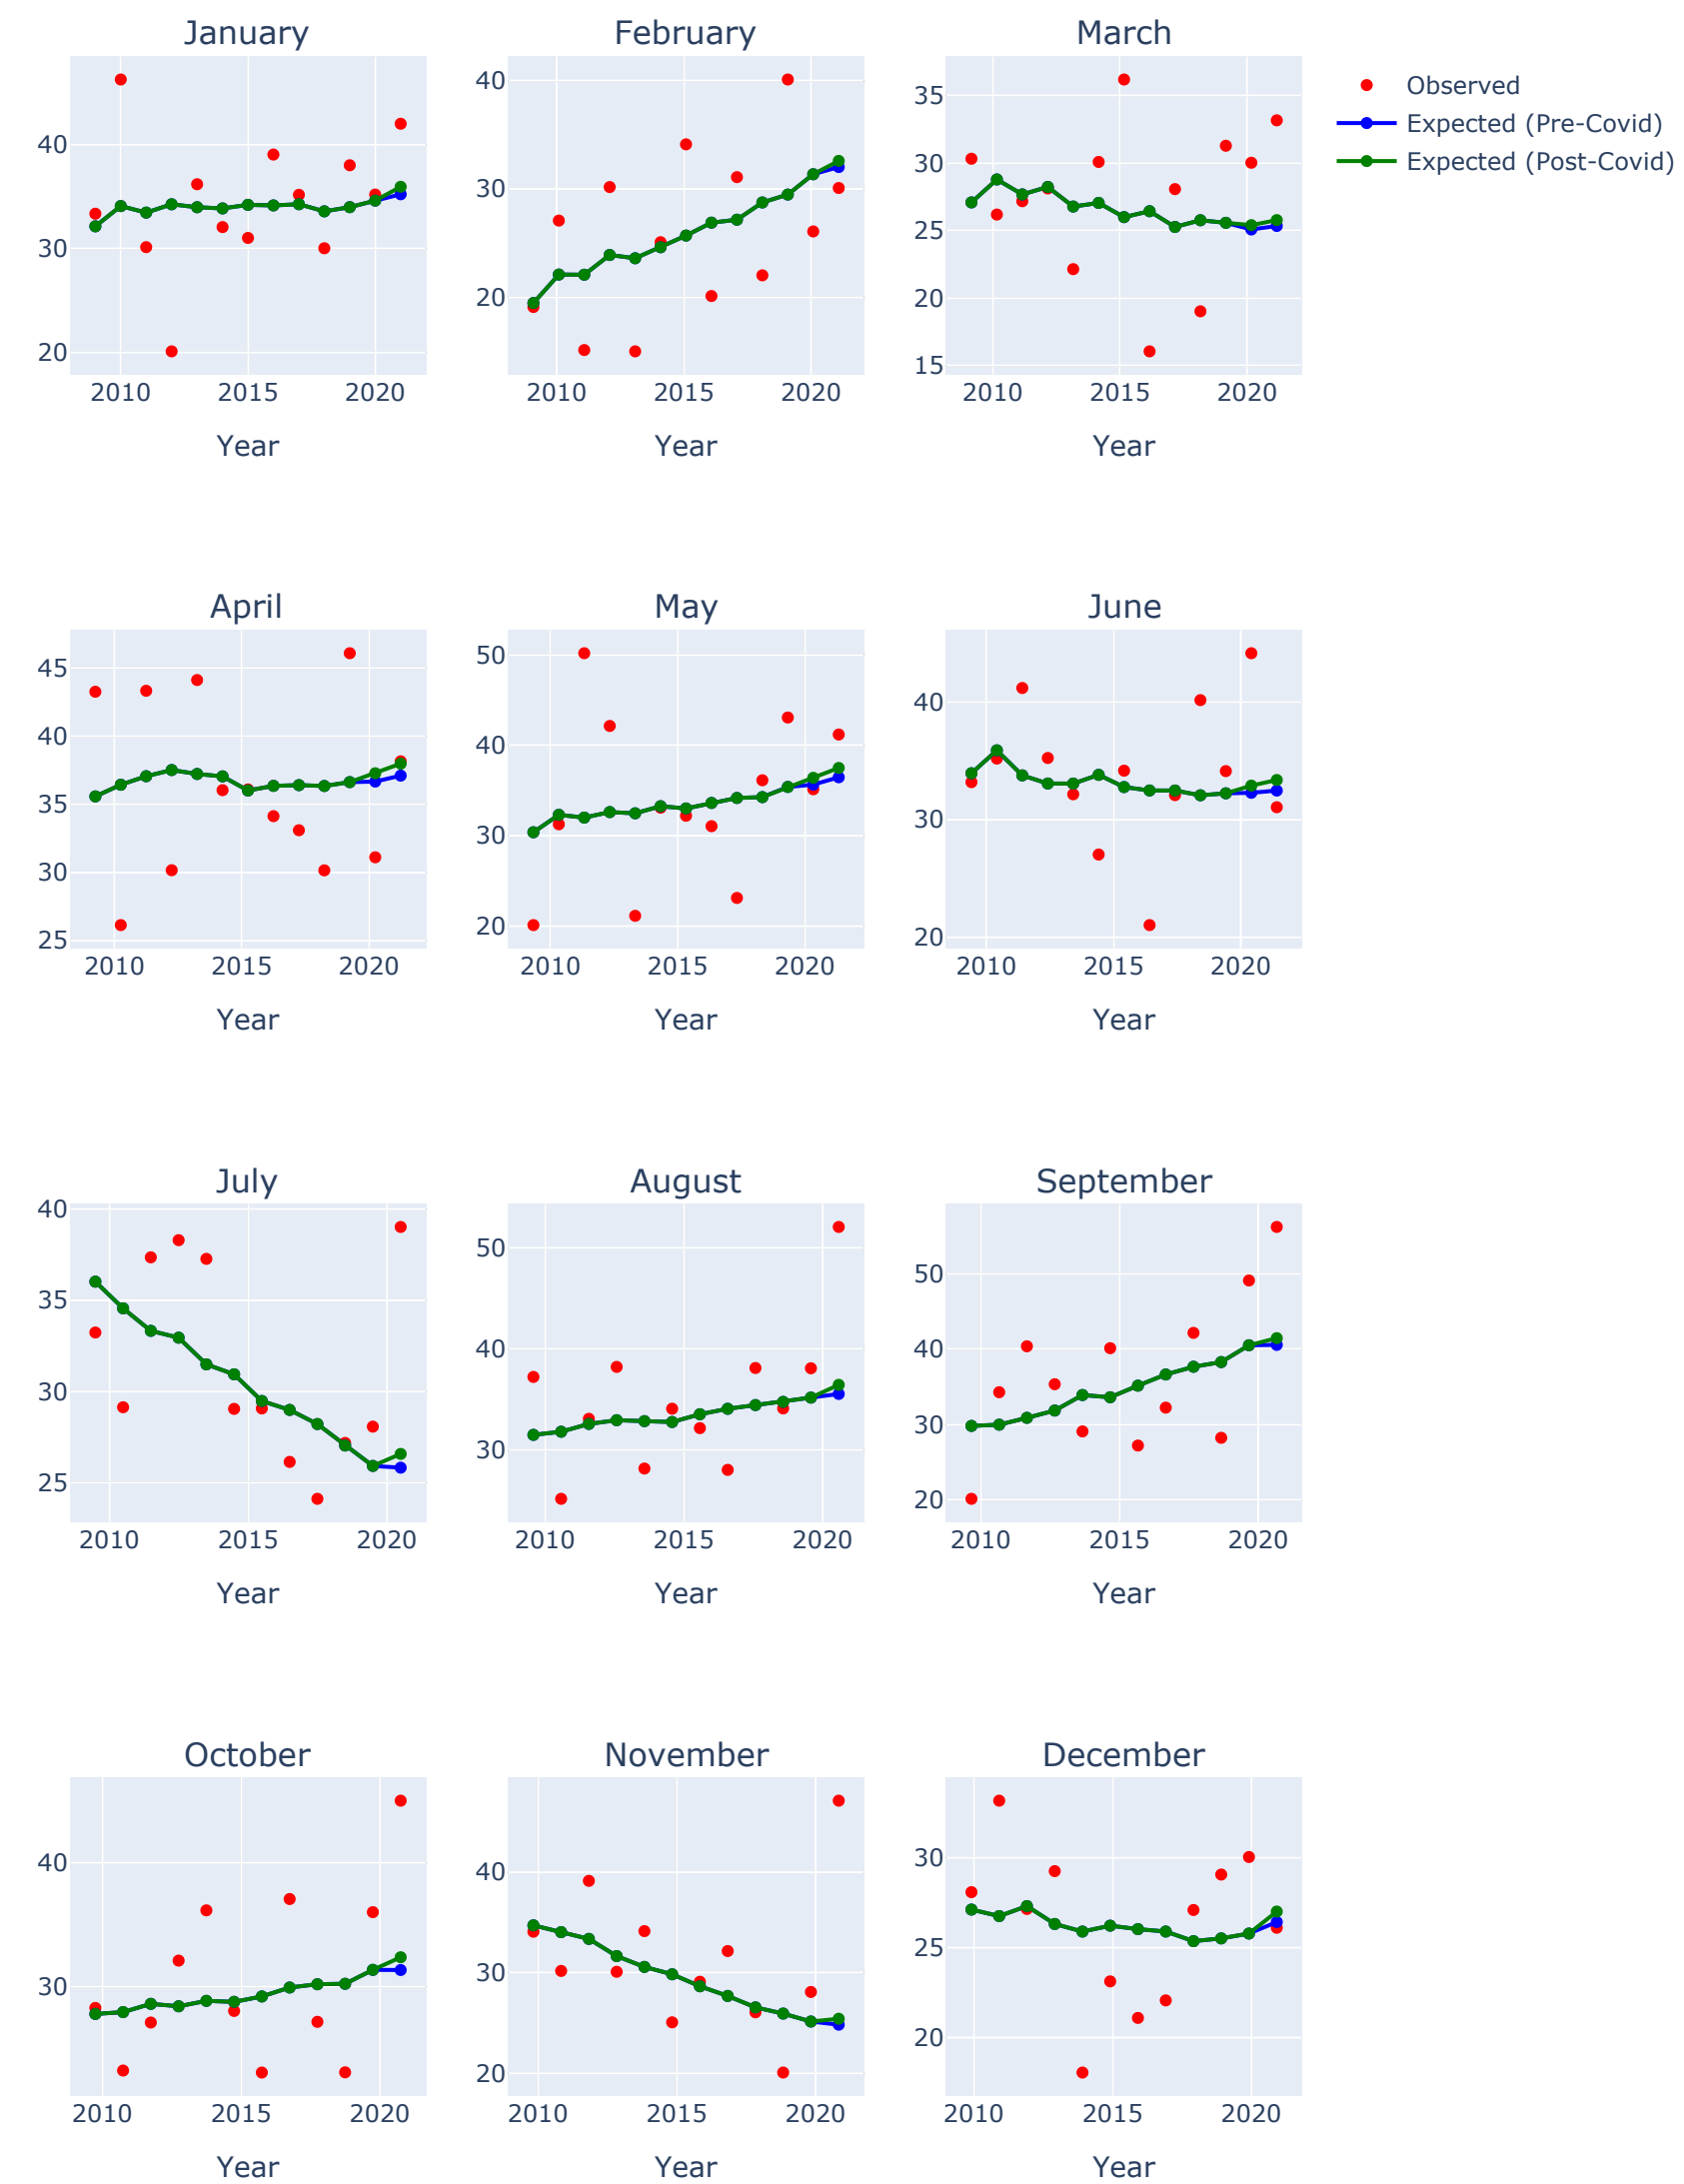 January
February
March
40
30
20
2010
2015
2020
Year
40
30
20
2010
2015
2020
Year
35
30
25
20
15
2010
2015
2020
Year
Observed
Expected (Pre-Covid)
Expected (Post-Covid)
April
May
June
45
40
35
30
25
2010
2015
2020
Year
50
40
30
20
2010
2015
2020
Year
40
30
20
2010
2015
2020
Year
July
August
September
40
35
30
25
2010
2015
2020
Year
50
40
30
2010
2015
2020
Year
50
40
30
20
2010
2015
2020
Year
October
November
December
40
30
2010
2015
2020
Year
40
30
20
2010
2015
2020
Year
30
25
20
2010
2015
2020
Year